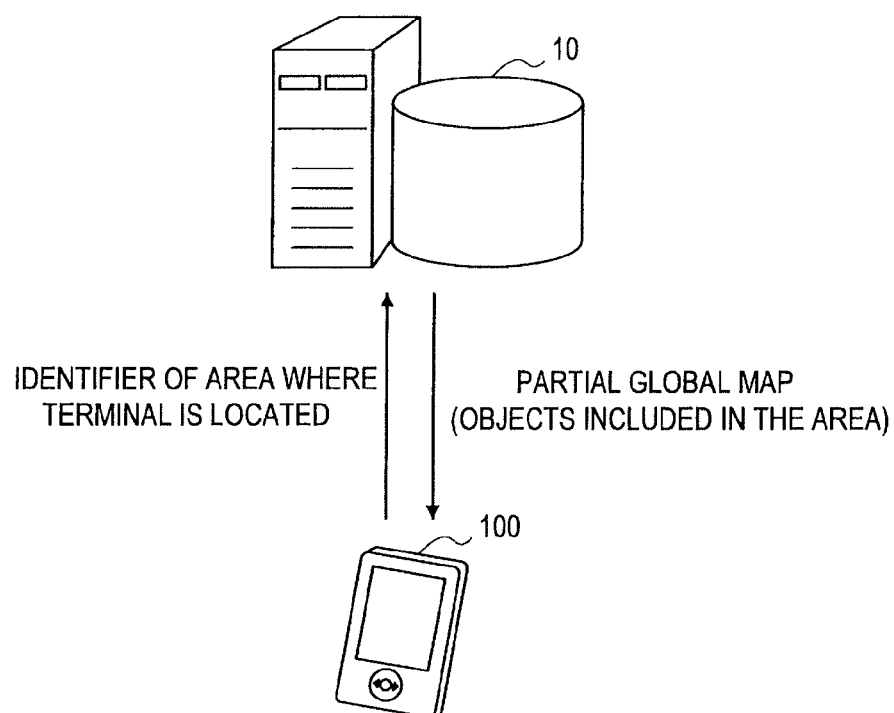 10
IDENTIFIER OF AREA WHERE
TERMINAL IS LOCATED
PARTIAL GLOBAL MAP
(OBJECTS INCLUDED IN THE AREA)
100